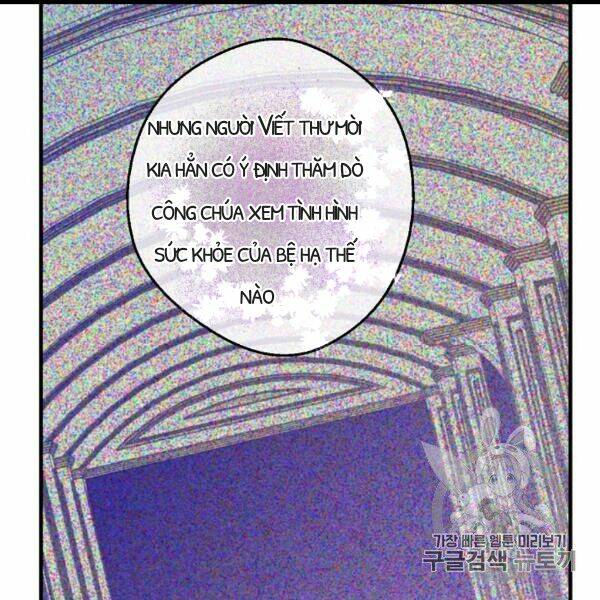 NHƯNG NGƯỜI VIẾT THƯ MỜI
KIA HẲN CÓ Ý ĐỊNH THĂM DÒ
CÔNG CHÚA XEM TÌNH HÌNH
SỨC KHỎE CỦA BỆ HẠ THẾ
NÀO
가장 빠른 웹툰 미리보기
구글검색 뉴토끼